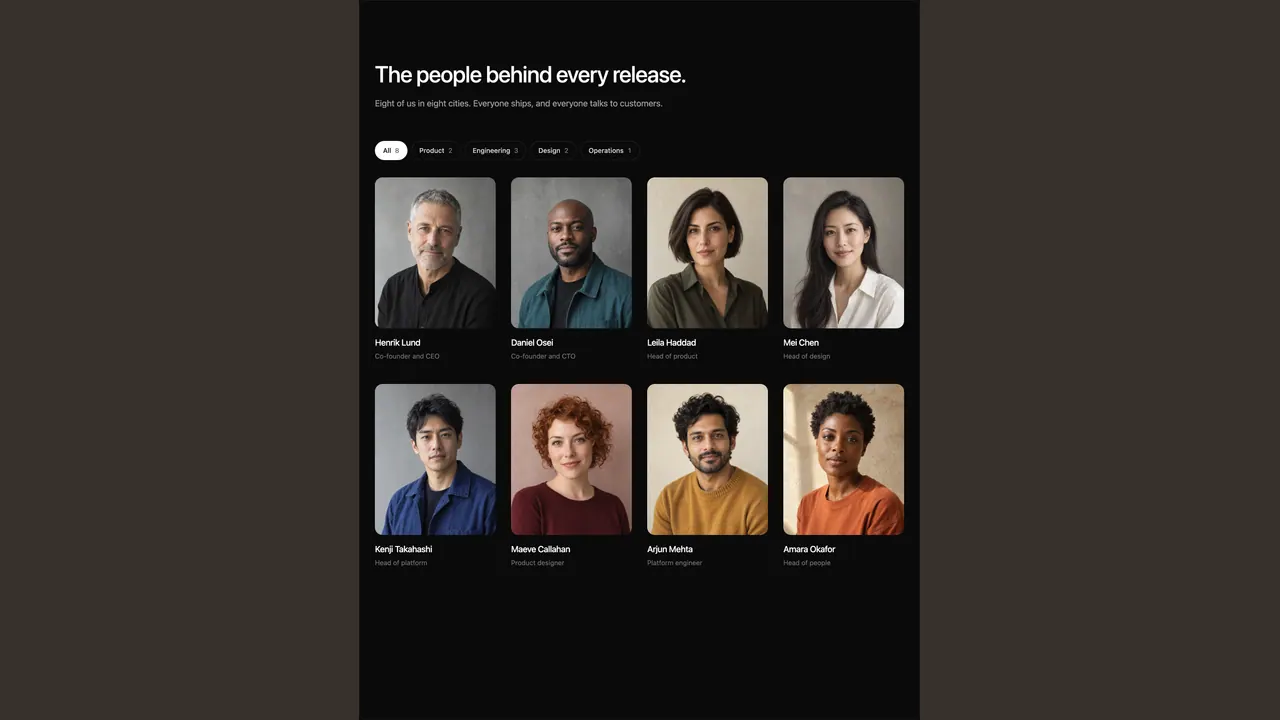 The people behind every release.
Eight of us in eight cities. Everyone ships, and everyone talks to customers.
All 8 Product 2 Engineering 3 Design 2 Operations 1
Henrik Lund Daniel Osei Leila Haddad Mei Chen
Co-founder and CEO Co-founder and CTO Head of product Head of design
Kenji Takahashi Maeve Callahan Arjun Mehta Amara Okafor
Head of platform Product designer Platform engineer Head of people